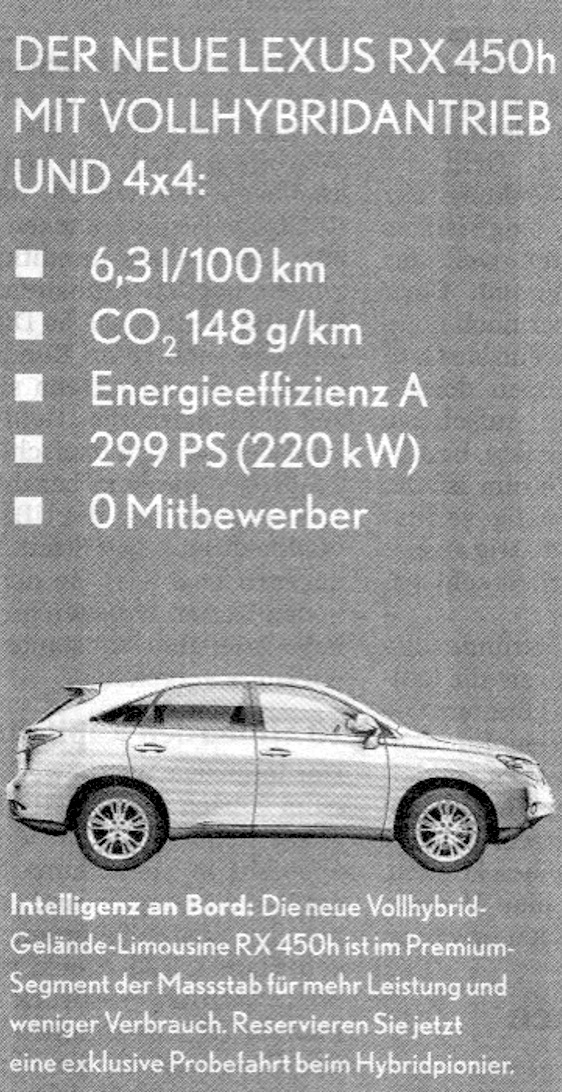 DER NEUE LEXUS RX 450h
MIT VOLLHYBRIDANTRIEB
UND 4x4:
6,3 l/100 km
CO₂ 148 g/km
Energieeffizienz A
299 PS (220 kW)
0 Mitbewerber
Intelligenz an Bord: Die neue Vollhybrid-
Gelände-Limousine RX 450h ist im Premium-
Segment der Massstab für mehr Leistung und
weniger Verbrauch. Reservieren Sie jetzt
eine exklusive Probefahrt beim Hybridpionier.